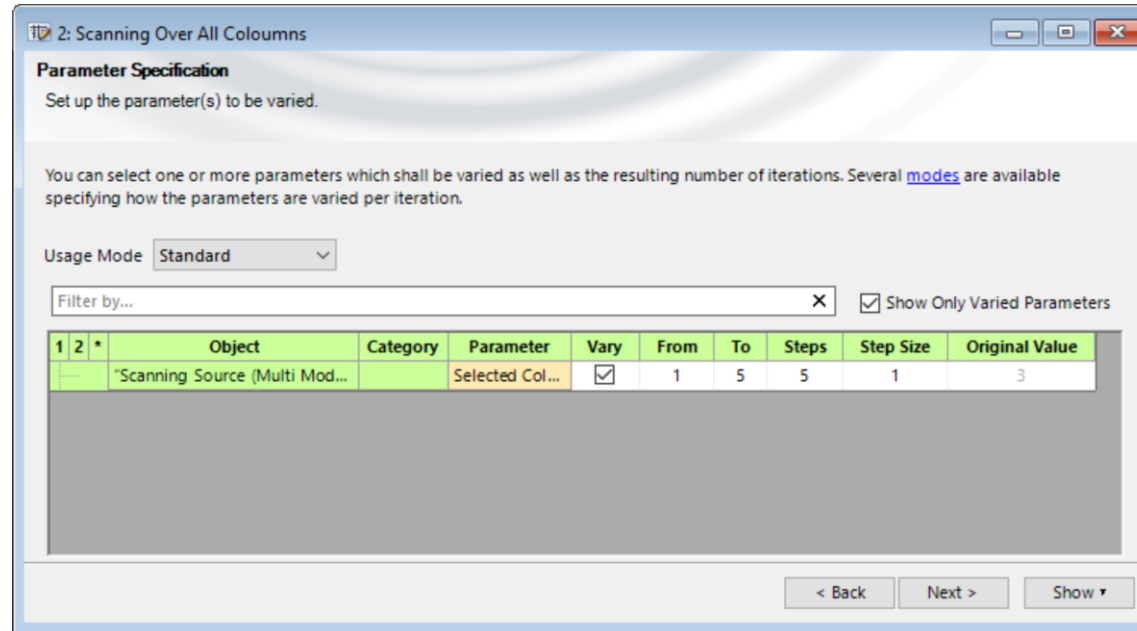 2: Scanning Over All Coloumns
Parameter Specification
Set up the parameter(s) to be varied.
You can select one or more parameters which shall be varied as well as the resulting number of iterations. Several modes are available
specifying how the parameters are varied per iteration.
Usage Mode Standard
Filter by... Show Only Varied Parameters
1 2 * Object Category Parameter Vary From To Steps Step Size Original Value
"Scanning Source (Multi Mod... Selected Col... 1 5 5 1 3
< Back Next > Show